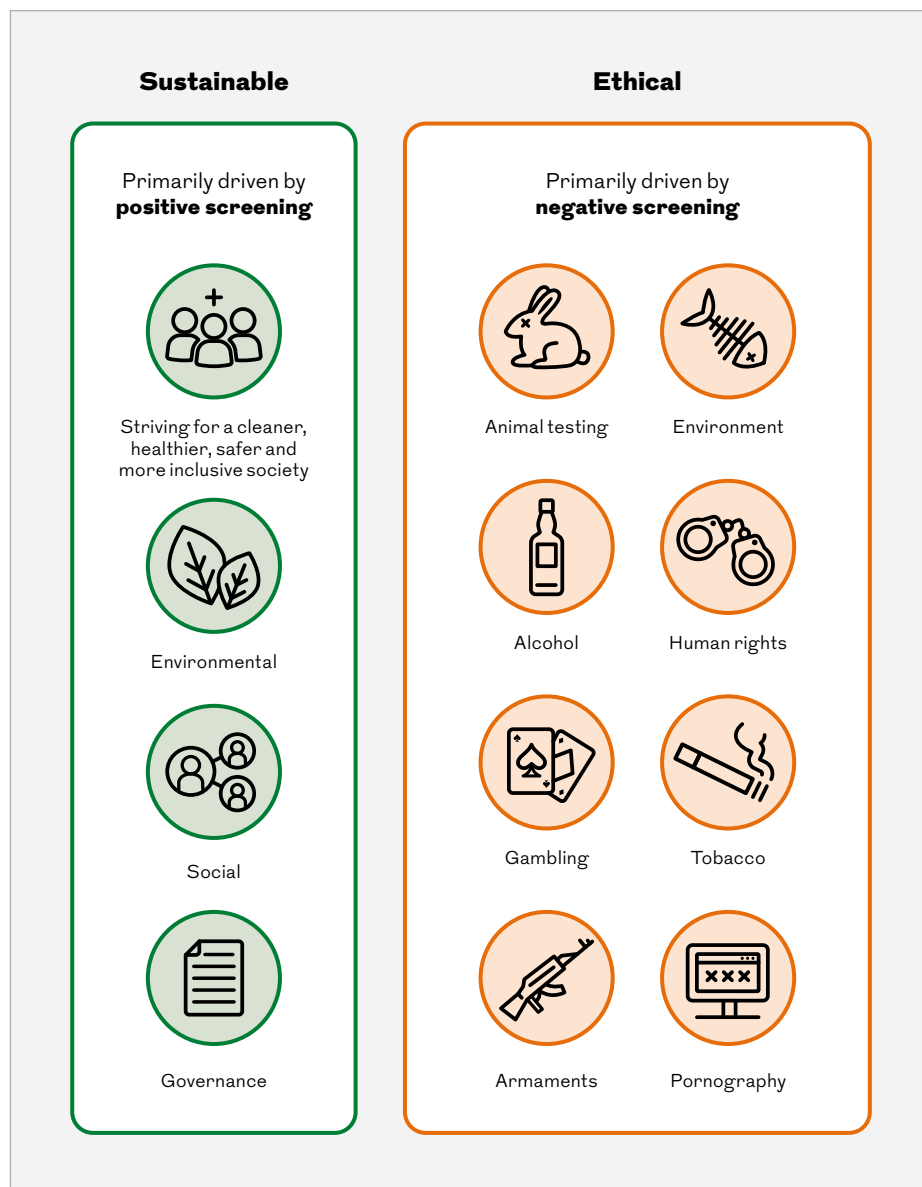 Sustainable
Primarily driven by
positive screening
Striving for a cleaner,
healthier, safer and
more inclusive society
Environmental
Social
Governance
Ethical
Primarily driven by
negative screening
Animal testing
Environment
Alcohol
Human rights
Gambling
Tobacco
XXX
Armaments
Pornography